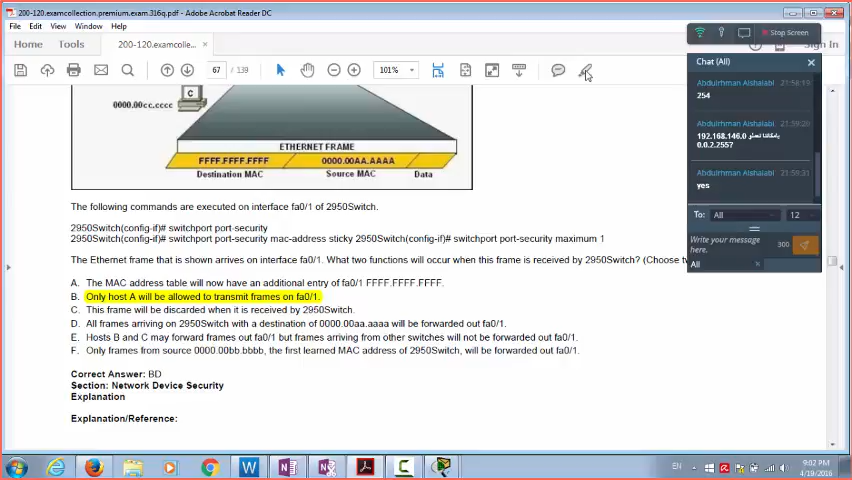 200-120.examcollection.premium.exam.316q.pdf - Adobe Acrobat Reader DC
File Edit View Window Help
Home Tools 200-120.examcolle... × Sign In
67 / 139 101%
C
0000.00cc.cccc
ETHERNET FRAME
FFFF.FFFF.FFFF 0000.00AA.AAAA
Destination MAC Source MAC Data
The following commands are executed on interface fa0/1 of 2950Switch.
2950Switch(config-if)# switchport port-security
2950Switch(config-if)# switchport port-security mac-address sticky 2950Switch(config-if)# switchport port-security maximum 1
The Ethernet frame that is shown arrives on interface fa0/1. What two functions will occur when this frame is received by 2950Switch? (Choose tw
A. The MAC address table will now have an additional entry of fa0/1 FFFF.FFFF.FFFF.
B. Only host A will be allowed to transmit frames on fa0/1.
C. This frame will be discarded when it is received by 2950Switch.
D. All frames arriving on 2950Switch with a destination of 0000.00aa.aaaa will be forwarded out fa0/1.
E. Hosts B and C may forward frames out fa0/1 but frames arriving from other switches will not be forwarded out fa0/1.
F. Only frames from source 0000.00bb.bbbb, the first learned MAC address of 2950Switch, will be forwarded out fa0/1.
Correct Answer: BD
Section: Network Device Security
Explanation
Explanation/Reference:
Stop Screen
Chat (All)
Abdulrhman Alshalabi 21:58:19
254
Abdulrhman Alshalabi 21:59:26
192.168.146.0
0.0.2.255?
Abdulrhman Alshalabi 21:59:31
yes
To: All 12
Write your message here. 300
All ×
EN
9:02 PM
4/19/2016